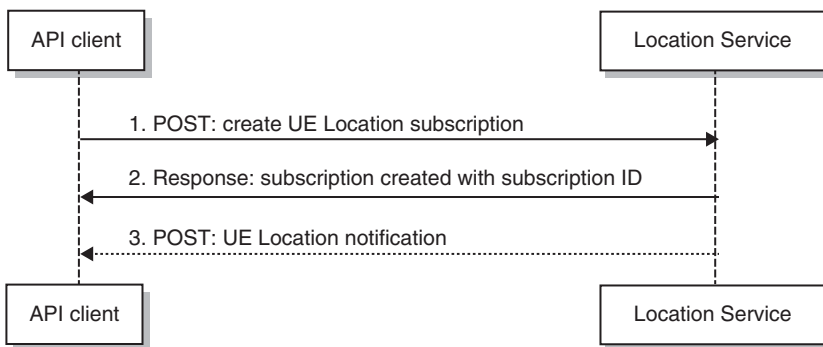 API client
Location Service
1. POST: create UE Location subscription
2. Response: subscription created with subscription ID
3. POST: UE Location notification
API client
Location Service